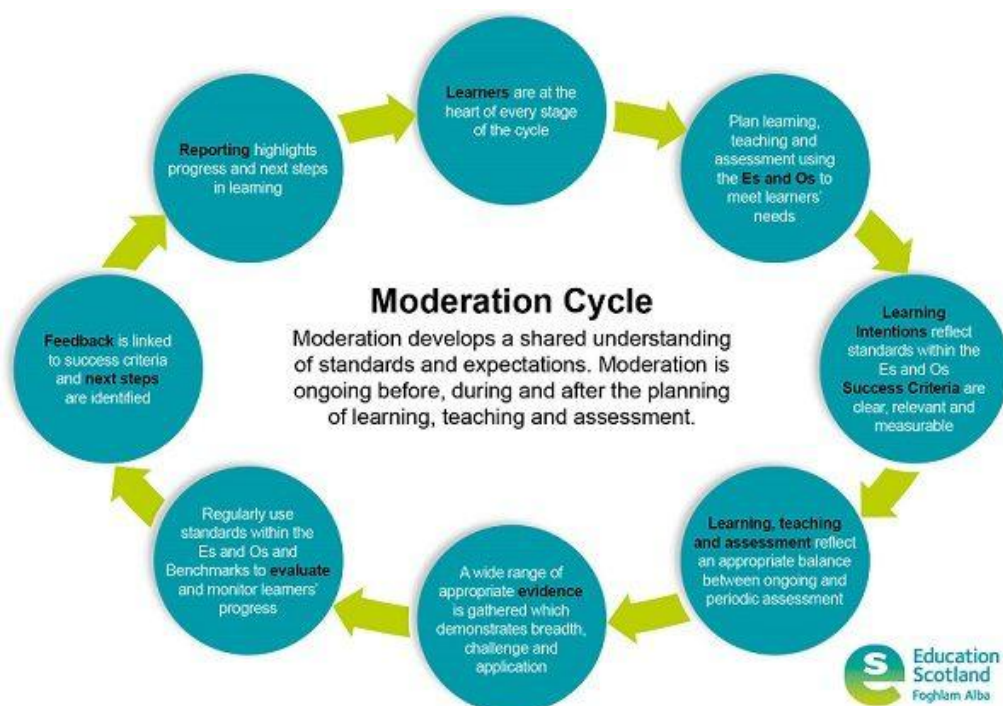 Learners are at the
heart of every stage
of the cycle
Plan learning,
teaching and
assessment using
the Es and Os to
meet learners'
needs
Learning
Intentions reflect
standards within the
Es and Os
Success Criteria are
clear, relevant and
measurable
Learning, teaching
and assessment reflect
an appropriate balance
between ongoing and
periodic assessment
A wide range of
appropriate evidence
is gathered which
demonstrates breadth,
challenge and
application
Regularly use
standards within the
Es and Os and
Benchmarks to evaluate
and monitor learners'
progress
Feedback is linked
to success criteria
and next steps
are identified
Reporting highlights
progress and next steps
in learning
Moderation Cycle
Moderation develops a shared understanding
of standards and expectations. Moderation is
ongoing before, during and after the planning
of learning, teaching and assessment.
Education
Scotland
Foghlam Alba